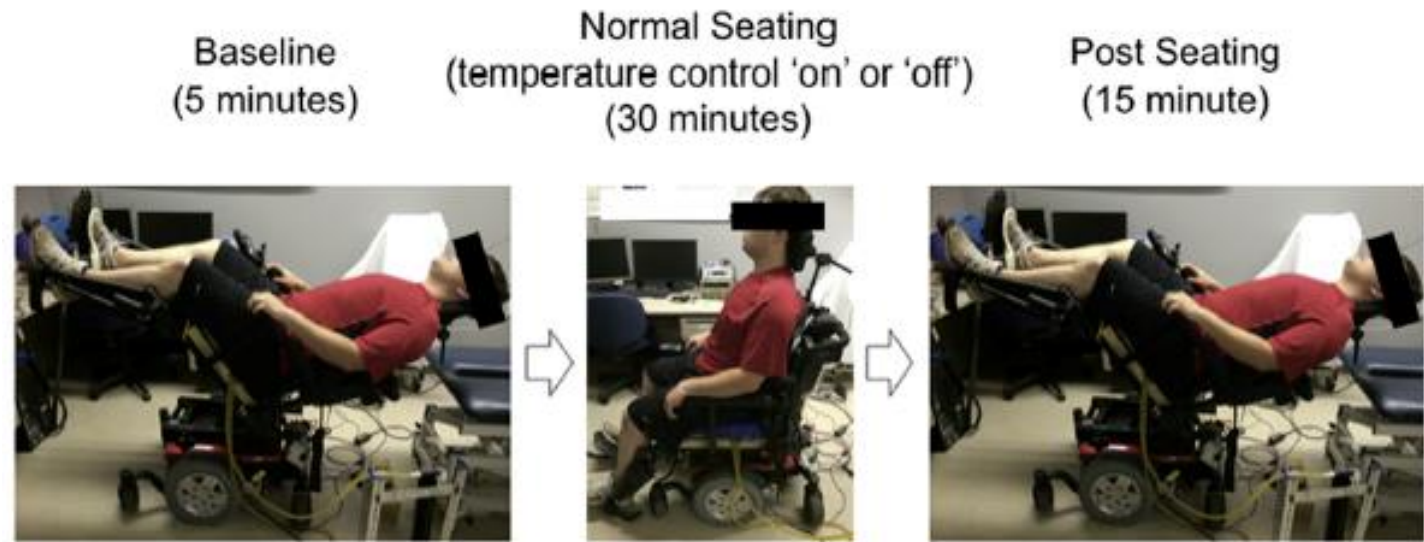 Baseline
(5 minutes)
Normal Seating
(temperature control 'on' or 'off')
(30 minutes)
Post Seating
(15 minute)